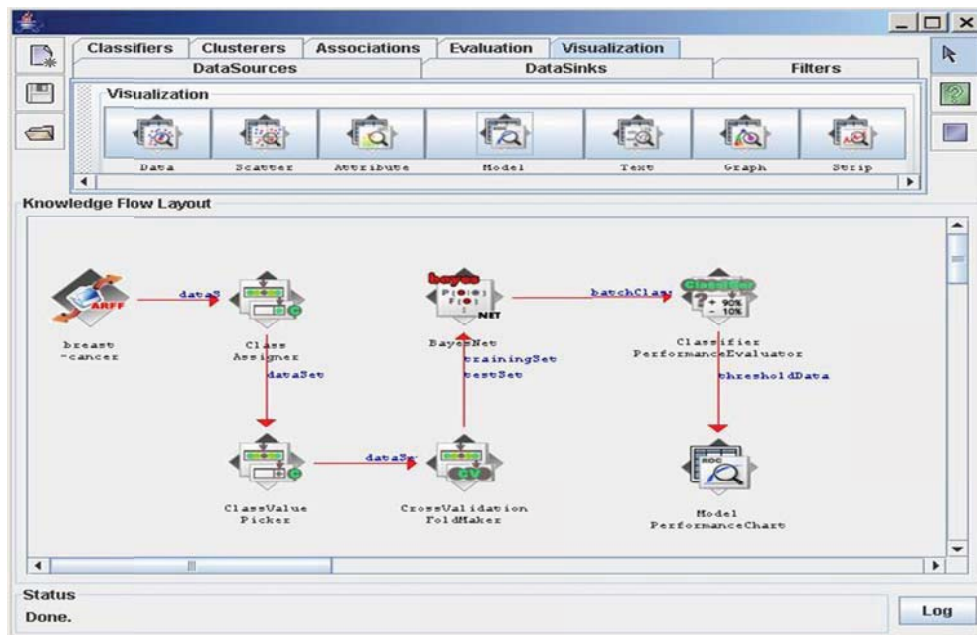 Classifiers Clusterers Associations Evaluation Visualization
DataSources DataSinks Filters
Visualization
Data Scatter Attribute Model Text Graph Strip
Knowledge Flow Layout
ARFF
dataS
C
bayes
NET
batchClas
Classifier
+ 90%
- 10%
breast
-cancer
Class
Assigner
BayesNet
Classifier
PerformanceEvaluator
dataSet
trainingSet
testSet
thresholdData
C
dataSe
CV
ROC
ClassValue
Picker
CrossValidation
FoldMaker
Model
PerformanceChart
Status
Done.
Log